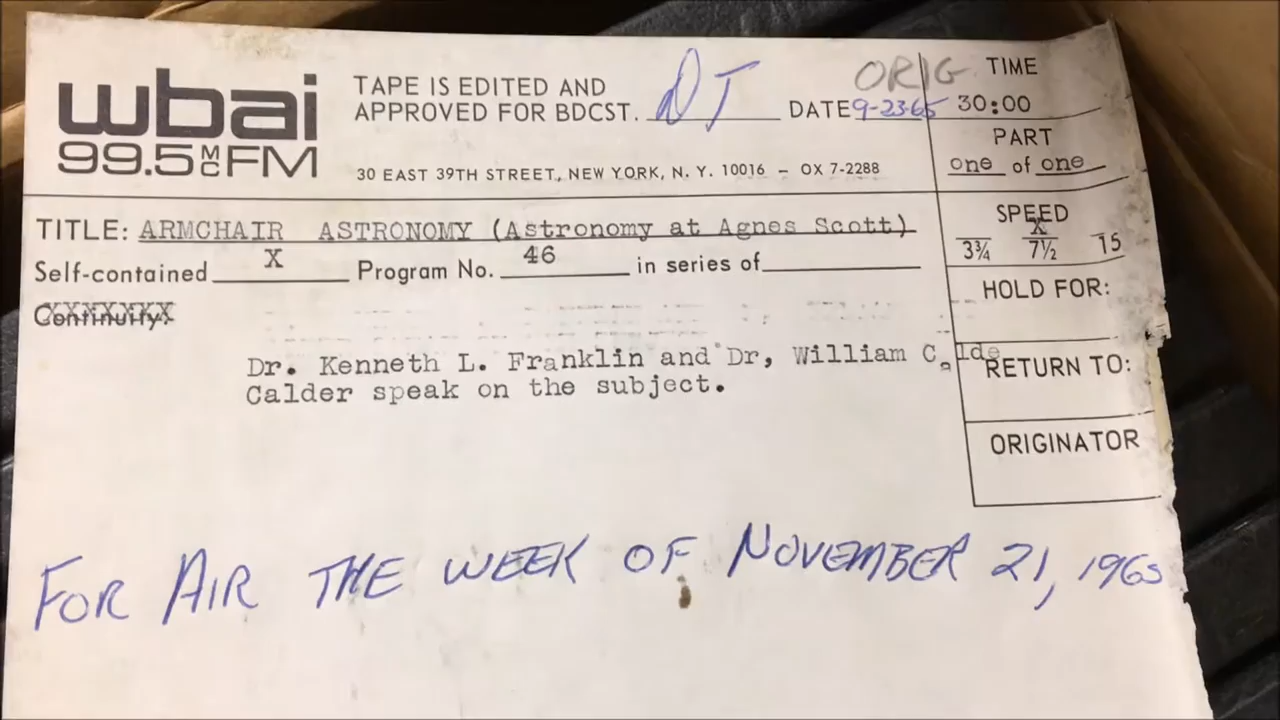 wbai
99.5 MC FM
TAPE IS EDITED AND
APPROVED FOR BDCST. DT DATE 9-23-65
30 EAST 39TH STREET, NEW YORK, N. Y. 10016 – OX 7-2288
ORIG TIME
30:00
PART
one of one
SPEED
X
3¾ 7½ 15
HOLD FOR:
RETURN TO:
ORIGINATOR
TITLE: ARMCHAIR ASTRONOMY (Astronomy at Agnes Scott)
Self-contained X Program No. 46 in series of
Continuity: XXXXXXX
Dr. Kenneth L. Franklin and Dr, William C. lde
Calder speak on the subject.
FOR AIR THE WEEK OF NOVEMBER 21, 1965